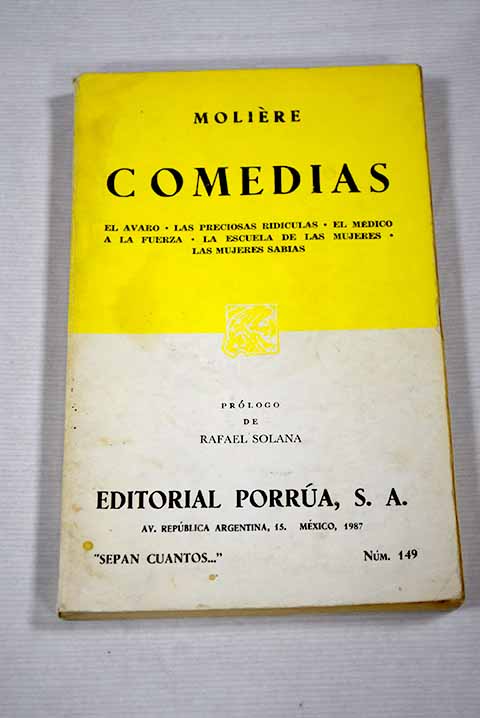 MOLIÈRE
COMEDIAS
EL AVARO · LAS PRECIOSAS RIDICULAS · EL MÉDICO
A LA FUERZA · LA ESCUELA DE LAS MUJERES ·
LAS MUJERES SABIAS
PRÓLOGO
DE
RAFAEL SOLANA
EDITORIAL PORRÚA, S. A.
AV. REPÚBLICA ARGENTINA, 15. MÉXICO, 1987
"SEPAN CUANTOS..." NÚM. 149